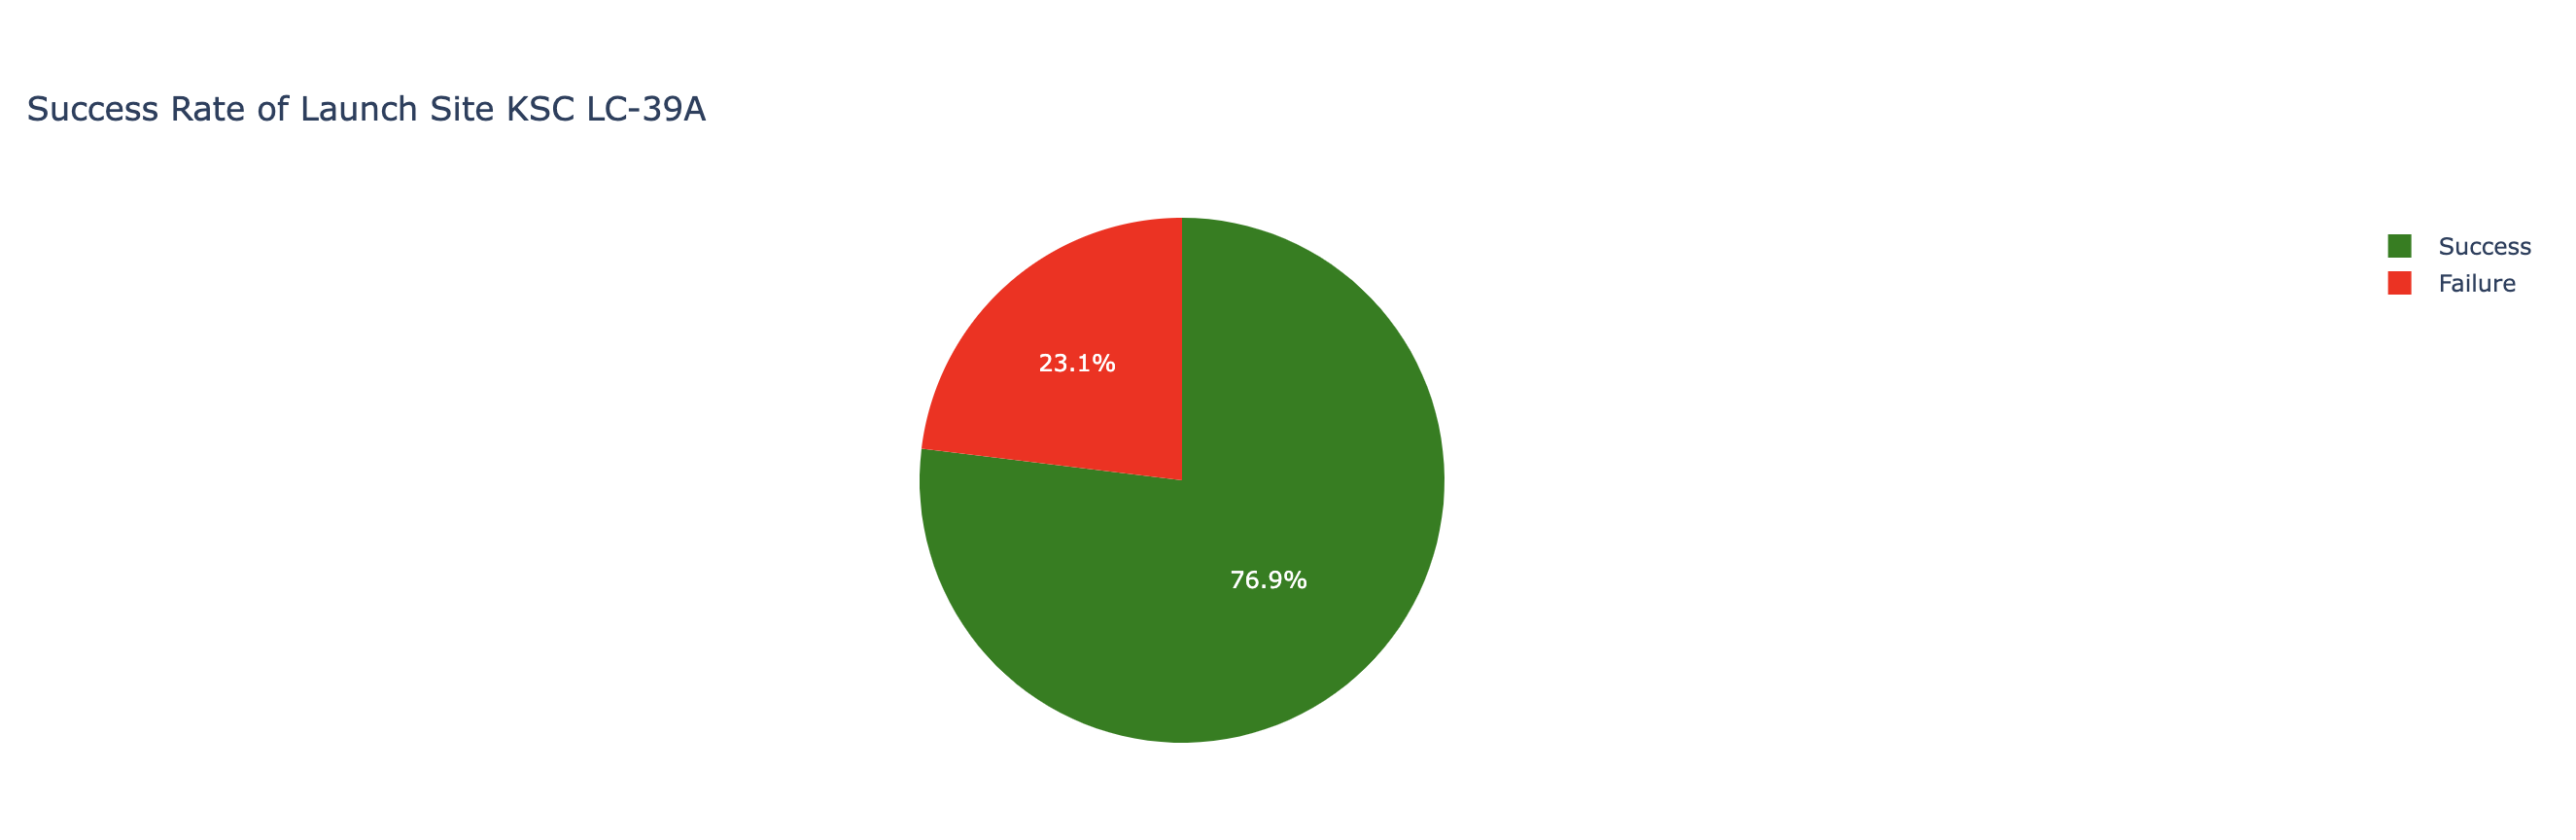 Success Rate of Launch Site KSC LC-39A
Success
Failure
23.1%
76.9%